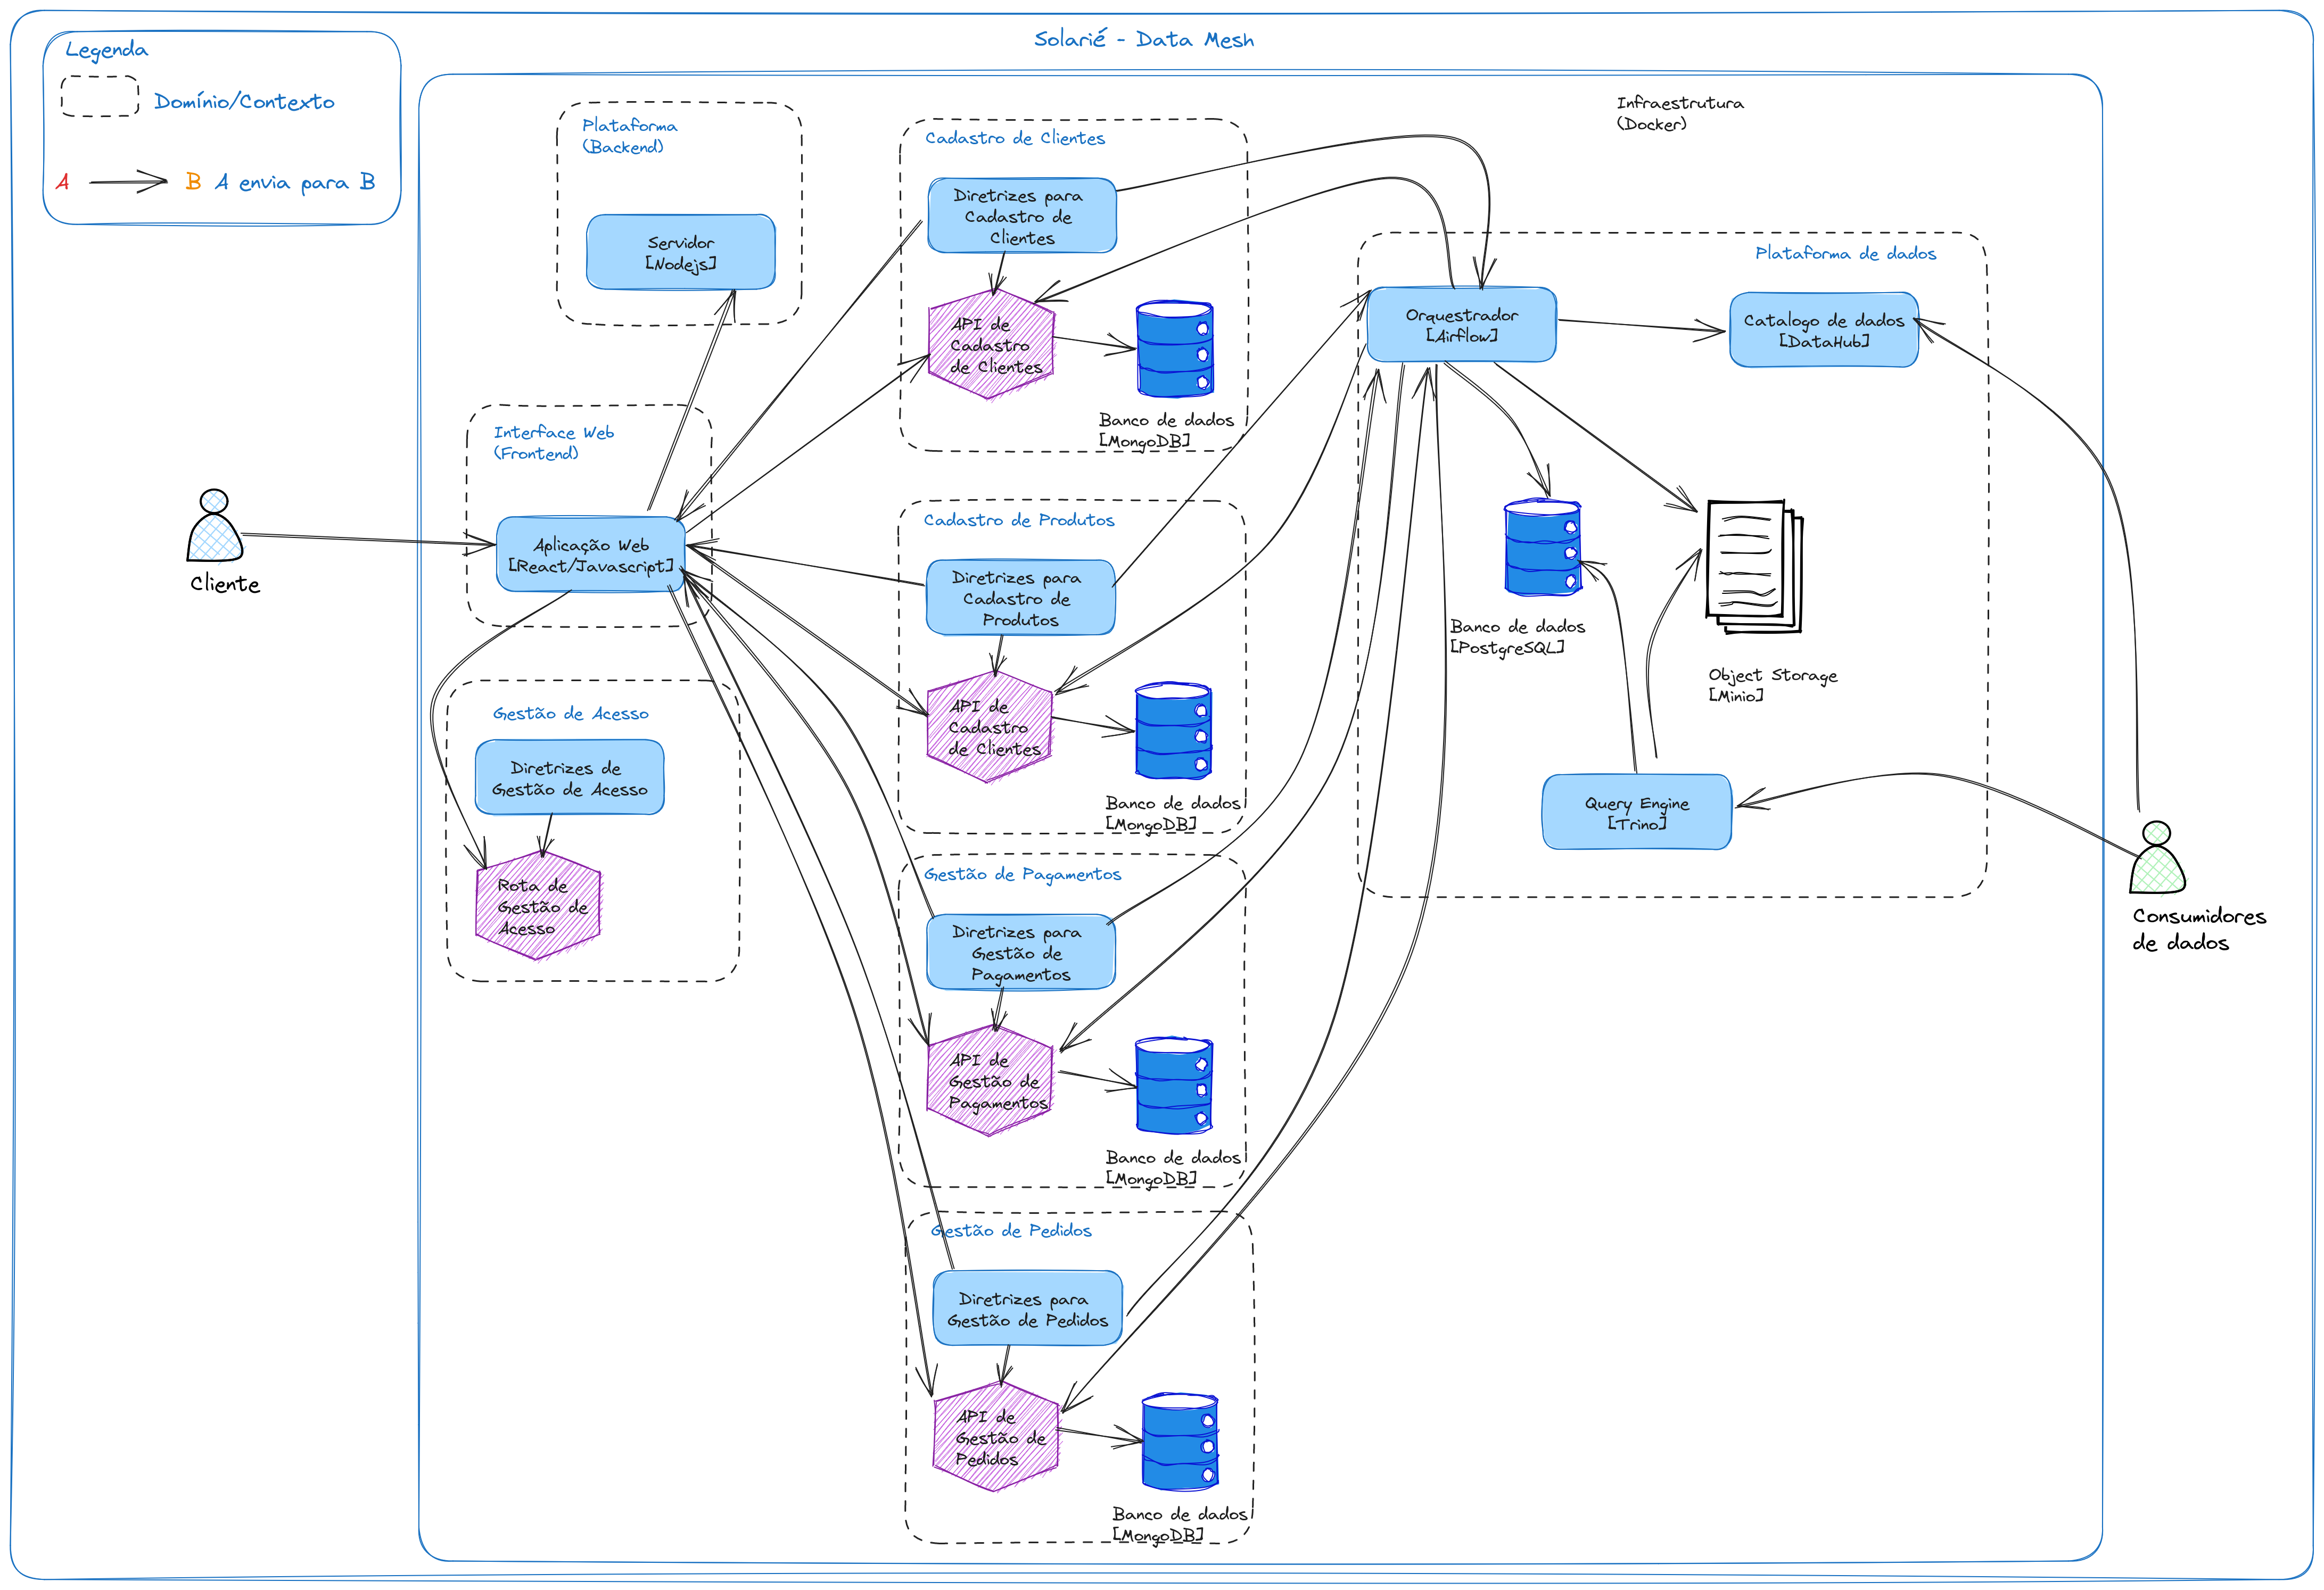 Solarié - Data Mesh
Legenda
Domínio/Contexto
A
B
A envia para B
Infraestrutura
(Docker)
Plataforma
(Backend)
Servidor
[Nodejs]
Interface Web
(Frontend)
Aplicação Web
[React/Javascript]
Cliente
Gestão de Acesso
Diretrizes de
Gestão de Acesso
Rota de
Gestão de
Acesso
Cadastro de Clientes
Diretrizes para
Cadastro de
Clientes
API de
Cadastro
de Clientes
Banco de dados
[MongoDB]
Cadastro de Produtos
Diretrizes para
Cadastro de
Produtos
API de
Cadastro
de Clientes
Banco de dados
[MongoDB]
Gestão de Pagamentos
Diretrizes para
Gestão de
Pagamentos
API de
Gestão de
Pagamentos
Banco de dados
[MongoDB]
Gestão de Pedidos
Diretrizes para
Gestão de Pedidos
API de
Gestão de
Pedidos
Banco de dados
[MongoDB]
Plataforma de dados
Orquestrador
[Airflow]
Catalogo de dados
[DataHub]
Banco de dados
[PostgreSQL]
Object Storage
[Minio]
Query Engine
[Trino]
Consumidores
de dados